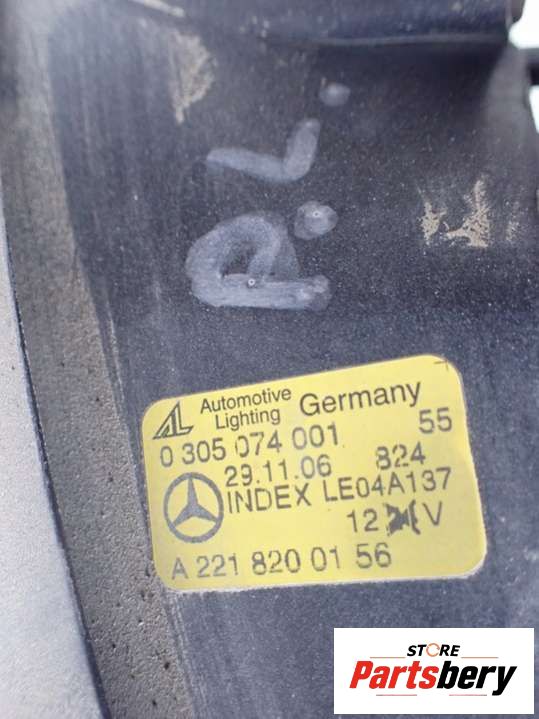 P.L.
AL Automotive Lighting Germany
0 305 074 001 55
29.11.06 824
INDEX LE04A137
12 V
A 221 820 01 56
STORE
Partsbery